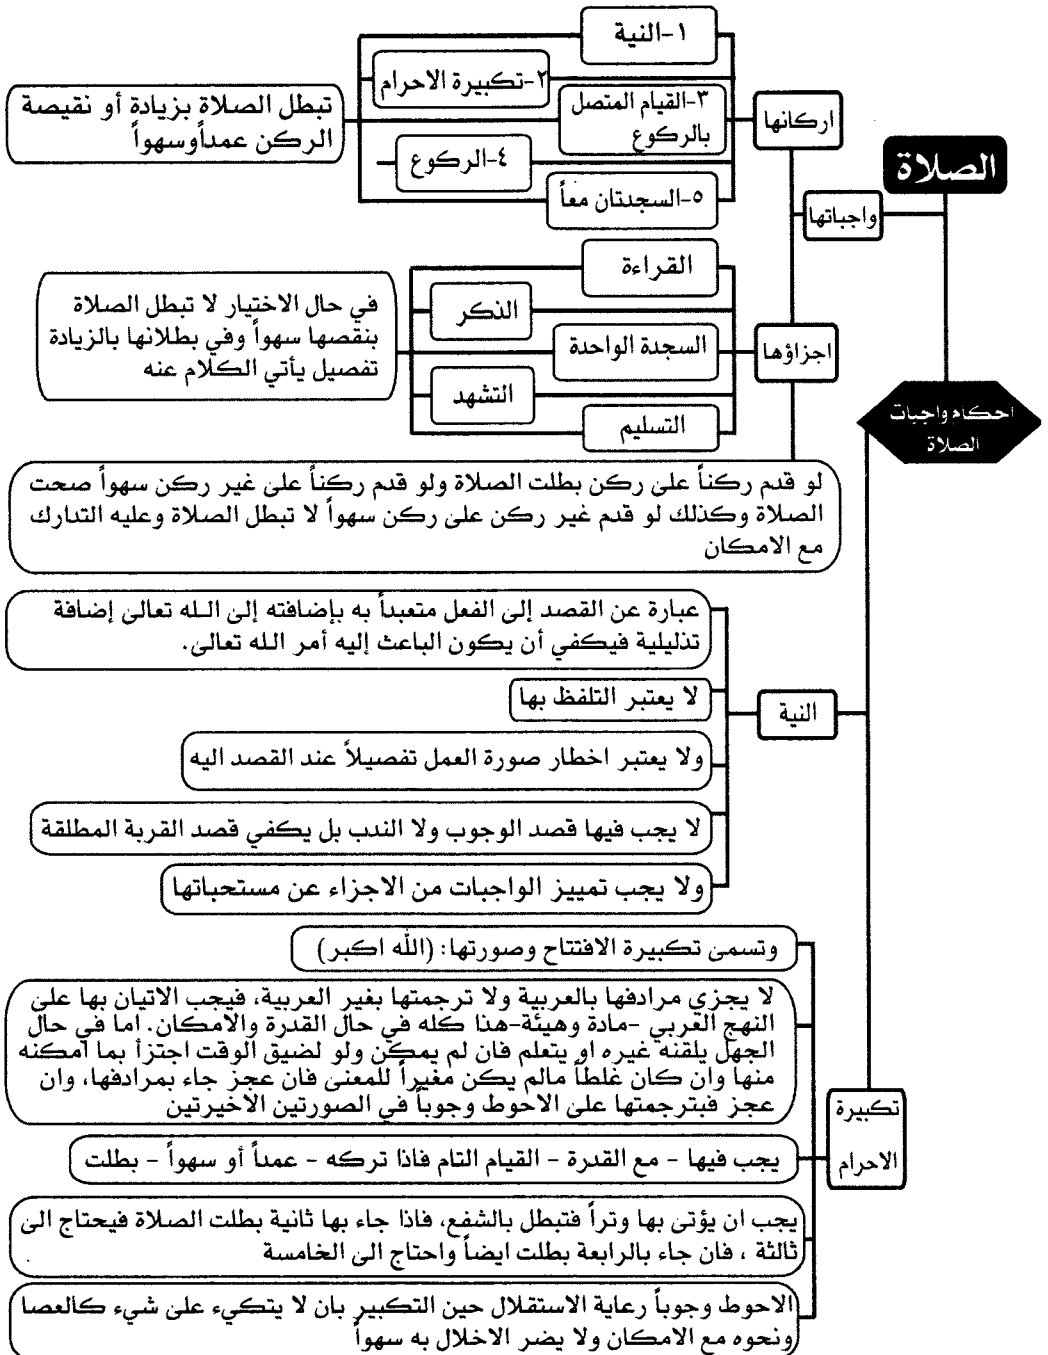 الصلاة
واجباتها
اركانها
١-النية
٢-تكبيرة الاحرام
٣-القيام المتصل
بالركوع
٤-الركوع
٥-السجدتان معاً
تبطل الصلاة بزيادة أو نقيصة
الركن عمداًوسهواً
اجزاؤها
القراءة
الذكر
السجدة الواحدة
التشهد
التسليم
في حال الاختيار لا تبطل الصلاة
بنقصها سهواً وفي بطلانها بالزيادة
تفصيل يأتي الكلام عنه
لو قدم ركناً على ركن بطلت الصلاة ولو قدم ركناً على غير ركن سهواً صحت
الصلاة وكذلك لو قدم غير ركن على ركن سهواً لا تبطل الصلاة وعليه التدارك
مع الامكان
احكام واجبات
الصلاة
النية
عبارة عن القصد إلى الفعل متعبداً به بإضافته إلى الله تعالى إضافة
تذليلية فيكفي أن يكون الباعث إليه أمر الله تعالى.
لا يعتبر التلفظ بها
ولا يعتبر اخطار صورة العمل تفصيلاً عند القصد اليه
لا يجب فيها قصد الوجوب ولا الندب بل يكفي قصد القربة المطلقة
ولا يجب تمييز الواجبات من الاجزاء عن مستحباتها
تكبيرة
الاحرام
وتسمى تكبيرة الافتتاح وصورتها: (الله اكبر)
لا يجزي مرادفها بالعربية ولا ترجمتها بغير العربية، فيجب الاتيان بها على
النهج العربي -مادة وهيئة-هذا كله في حال القدرة والامكان. اما في حال
الجهل يلقنه غيره او يتعلم فان لم يمكن ولو لضيق الوقت اجتزأ بما امكنه
منها وان كان غلطاً مالم يكن مغيراً للمعنى فان عجز جاء بمرادفها، وان
عجز فبترجمتها على الاحوط وجوباً في الصورتين الاخيرتين
يجب فيها - مع القدرة - القيام التام فاذا تركه - عمداً أو سهواً - بطلت
يجب ان يؤتى بها وتراً فتبطل بالشفع، فاذا جاء بها ثانية بطلت الصلاة فيحتاج الى
ثالثة ، فان جاء بالرابعة بطلت ايضاً واحتاج الى الخامسة
الاحوط وجوباً رعاية الاستقلال حين التكبير بان لا يتكيء على شيء كالعصا
ونحوه مع الامكان ولا يضر الاخلال به سهواً